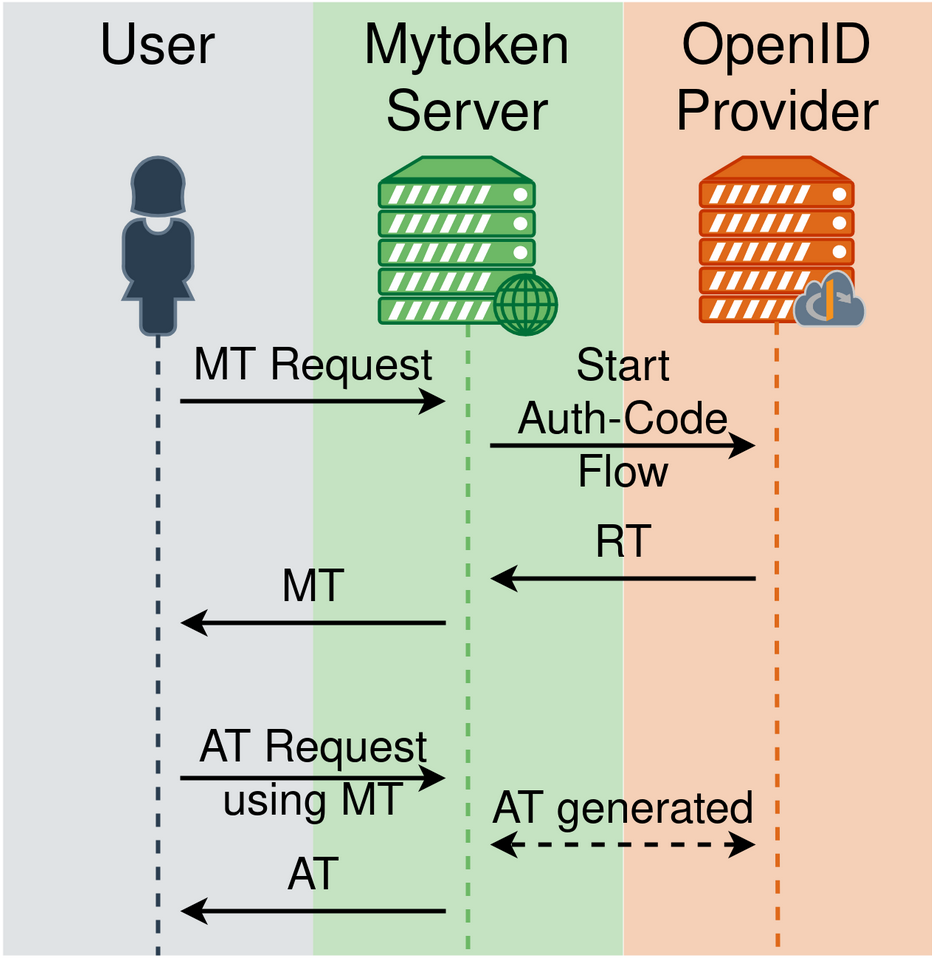 User
Mytoken
Server
OpenID
Provider
MT Request
Start
Auth-Code
Flow
RT
MT
AT Request
using MT
AT generated
AT